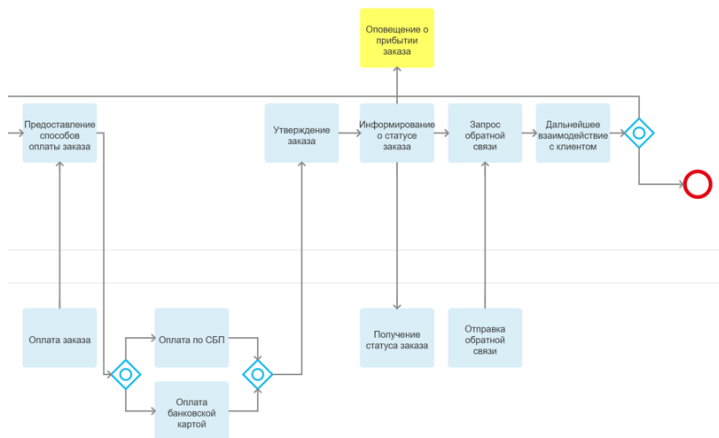 Оповещение о
прибытии
заказа
Предоставление
способов
оплаты заказа
Утверждение
заказа
Информирование
о статусе
заказа
Запрос
обратной
связи
Дальнейшее
взаимодействие
с клиентом
Оплата заказа
Оплата по СБП
Оплата
банковской
картой
Получение
статуса заказа
Отправка
обратной
связи